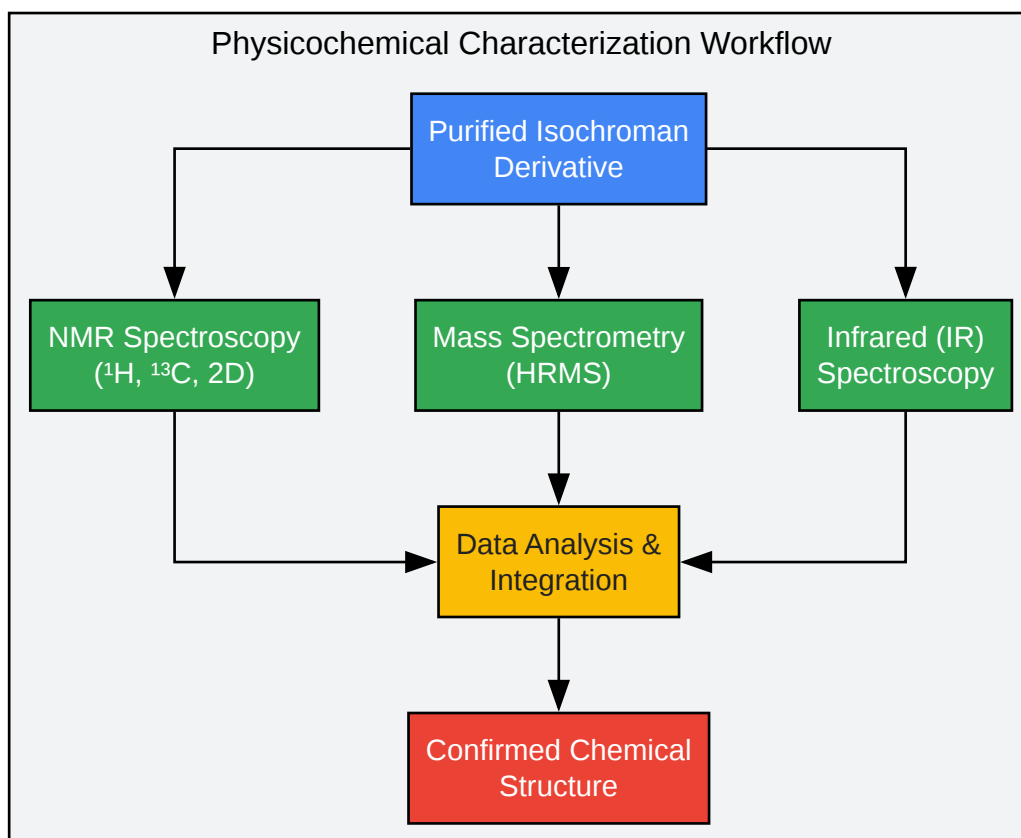 Physicochemical Characterization Workflow
Purified Isochroman
Derivative
NMR Spectroscopy
(¹H, ¹³C, 2D)
Mass Spectrometry
(HRMS)
Infrared (IR)
Spectroscopy
Data Analysis &
Integration
Confirmed Chemical
Structure